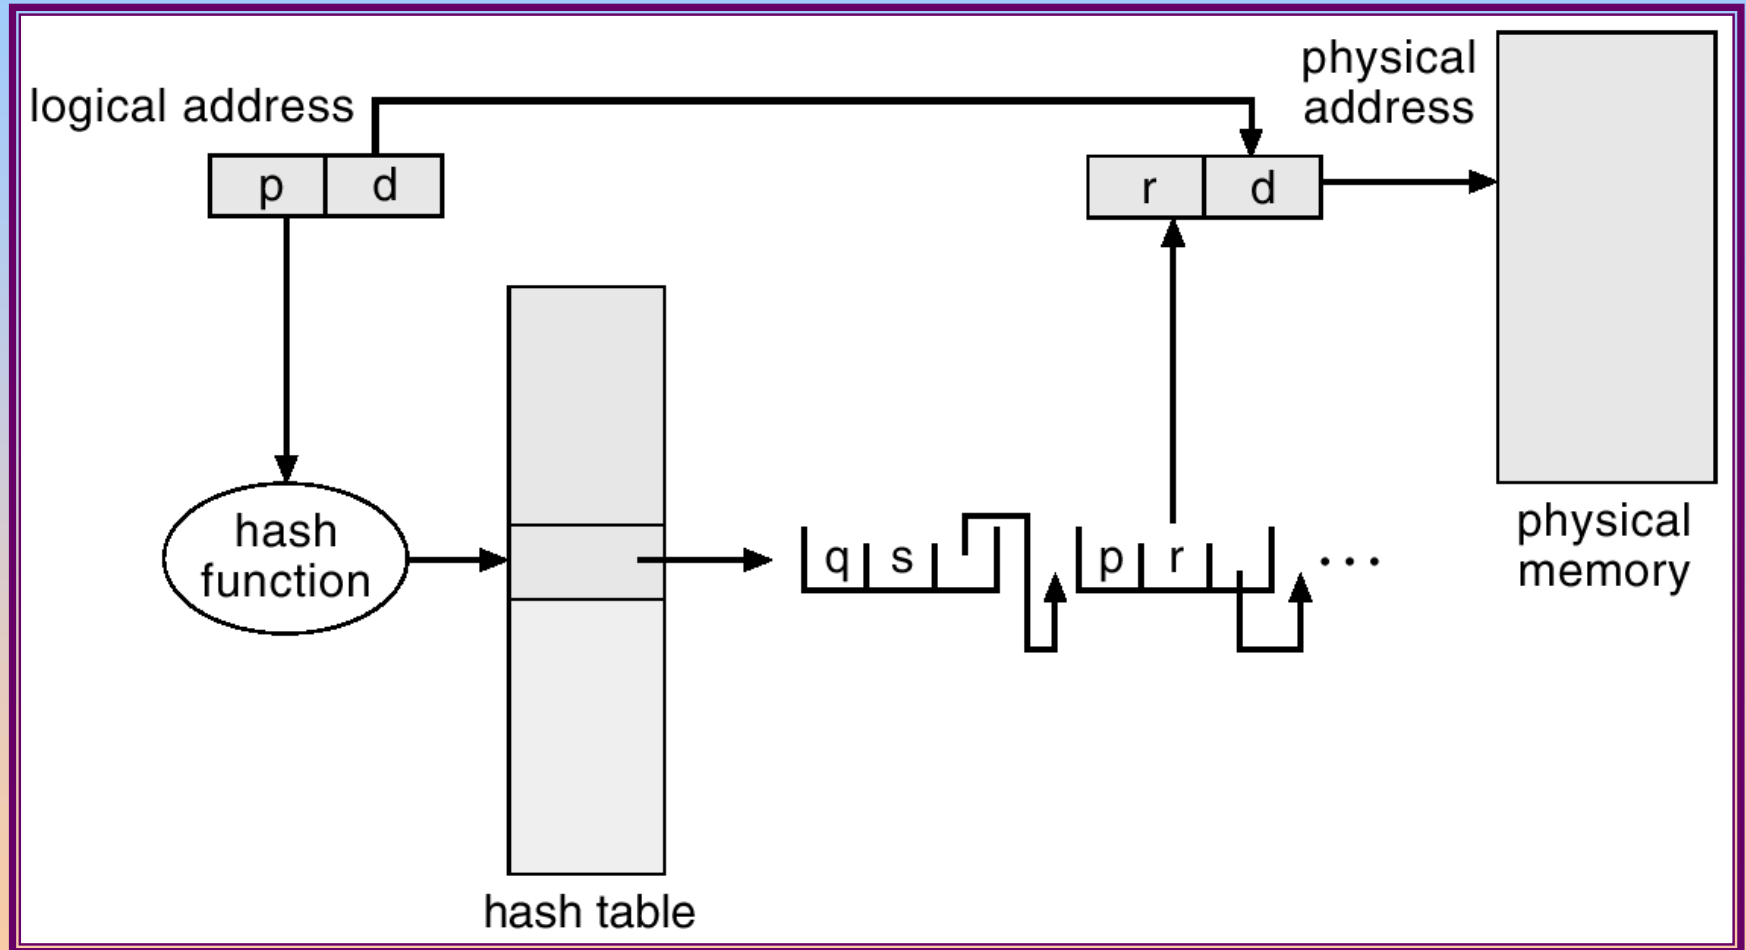 logical address
p d
physical
address
r d
hash
function
q s
p r
...
physical
memory
hash table